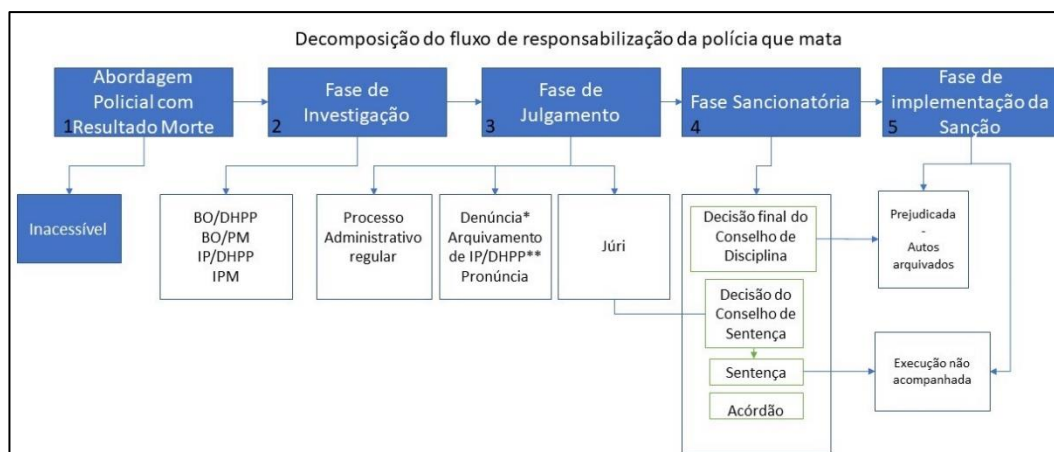 Decomposição do fluxo de responsabilização da polícia que mata
Abordagem
Policial com
1 Resultado Morte
Fase de
Investigação
2
Fase de
Julgamento
3
Fase Sancionatória
4
Fase de
implementação da
Sanção
5
Inacessível
BO/DHPP
BO/PM
IP/DHPP
IPM
Processo
Administrativo
regular
Denúncia*
Arquivamento
de IP/DHPP**
Pronúncia
Júri
Decisão final do
Conselho de
Disciplina
Decisão do
Conselho de
Sentença
Sentença
Acórdão
Prejudicada
-
Autos
arquivados
Execução não
acompanhada